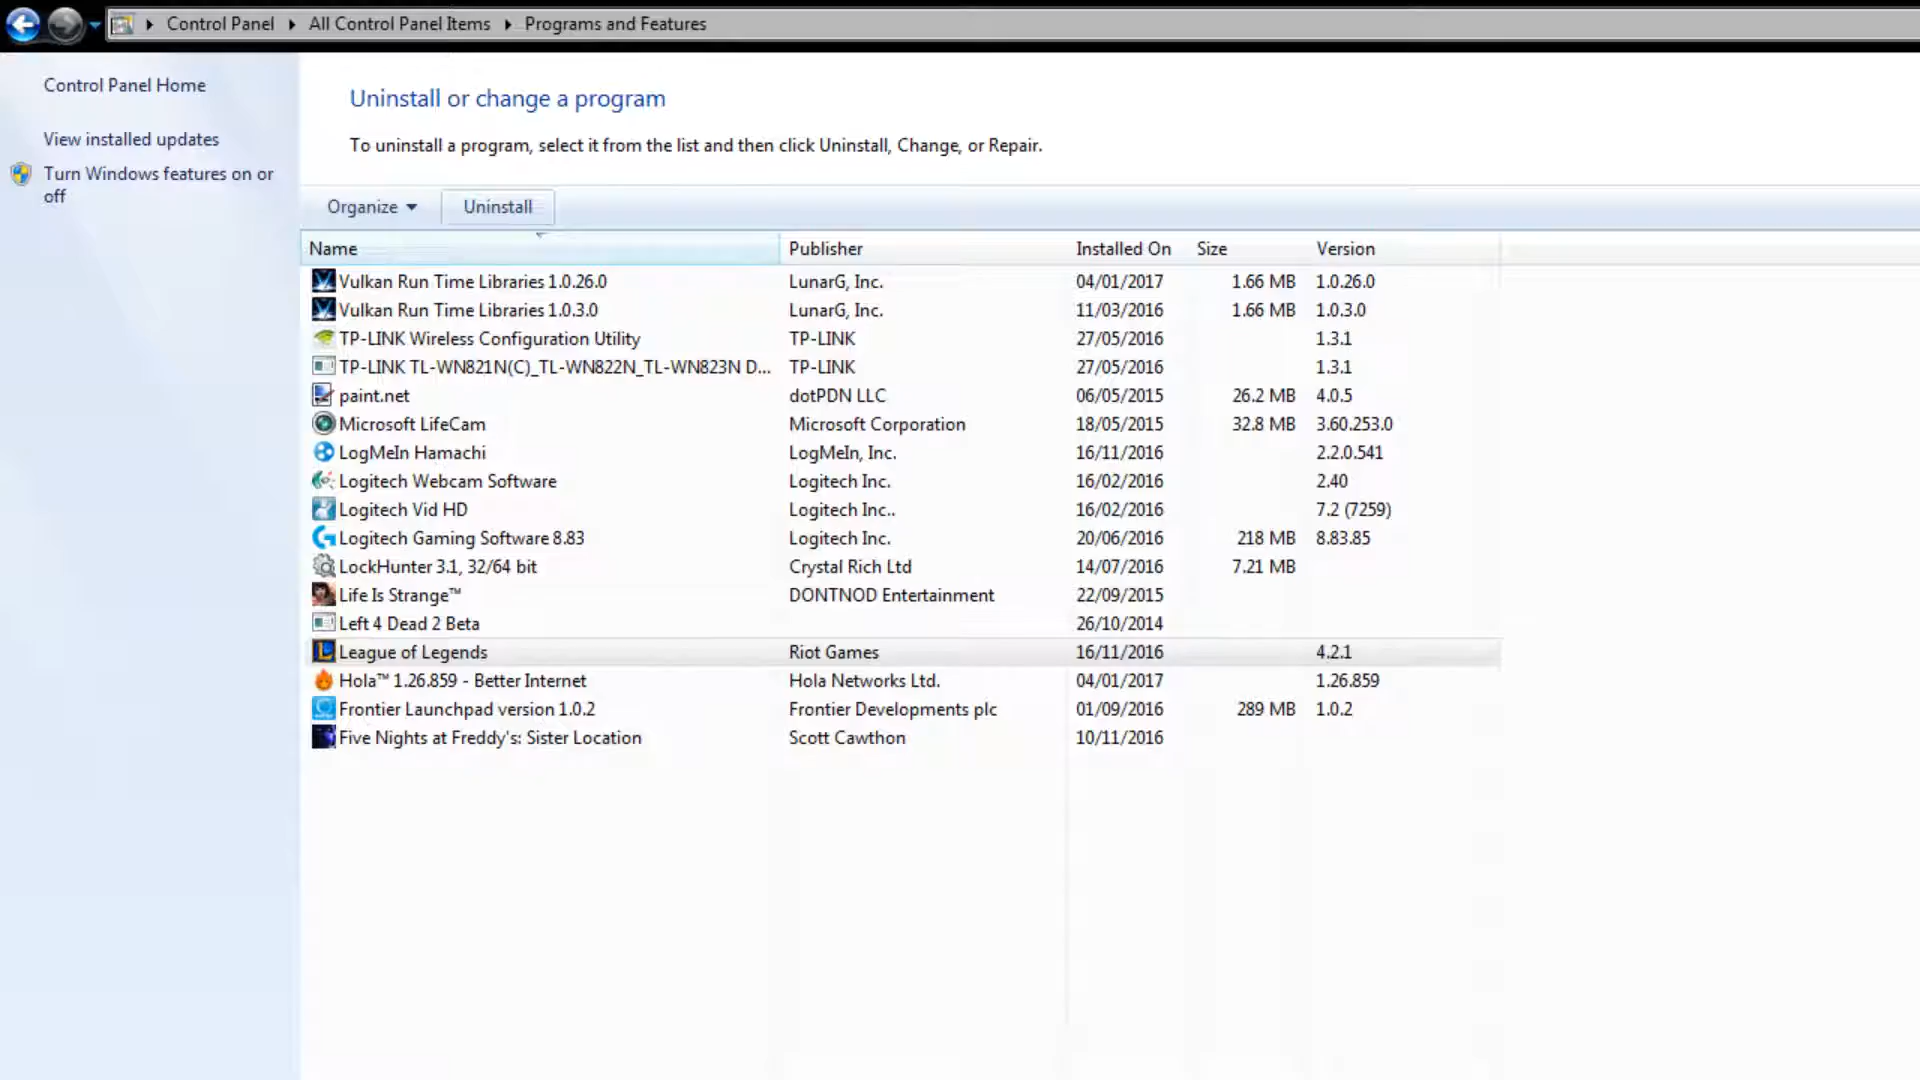 Control Panel All Control Panel Items Programs and Features
Control Panel Home
View installed updates
Turn Windows features on or
off
Uninstall or change a program
To uninstall a program, select it from the list and then click Uninstall, Change, or Repair.
Organize Uninstall
Name Publisher Installed On Size Version
Vulkan Run Time Libraries 1.0.26.0 LunarG, Inc. 04/01/2017 1.66 MB 1.0.26.0
Vulkan Run Time Libraries 1.0.3.0 LunarG, Inc. 11/03/2016 1.66 MB 1.0.3.0
TP-LINK Wireless Configuration Utility TP-LINK 27/05/2016 1.3.1
TP-LINK TL-WN821N(C)_TL-WN822N_TL-WN823N D... TP-LINK 27/05/2016 1.3.1
paint.net dotPDN LLC 06/05/2015 26.2 MB 4.0.5
Microsoft LifeCam Microsoft Corporation 18/05/2015 32.8 MB 3.60.253.0
LogMeIn Hamachi LogMeIn, Inc. 16/11/2016 2.2.0.541
Logitech Webcam Software Logitech Inc. 16/02/2016 2.40
Logitech Vid HD Logitech Inc.. 16/02/2016 7.2 (7259)
Logitech Gaming Software 8.83 Logitech Inc. 20/06/2016 218 MB 8.83.85
LockHunter 3.1, 32/64 bit Crystal Rich Ltd 14/07/2016 7.21 MB
Life Is Strange™ DONTNOD Entertainment 22/09/2015
Left 4 Dead 2 Beta 26/10/2014
League of Legends Riot Games 16/11/2016 4.2.1
Hola™ 1.26.859 - Better Internet Hola Networks Ltd. 04/01/2017 1.26.859
Frontier Launchpad version 1.0.2 Frontier Developments plc 01/09/2016 289 MB 1.0.2
Five Nights at Freddy's: Sister Location Scott Cawthon 10/11/2016